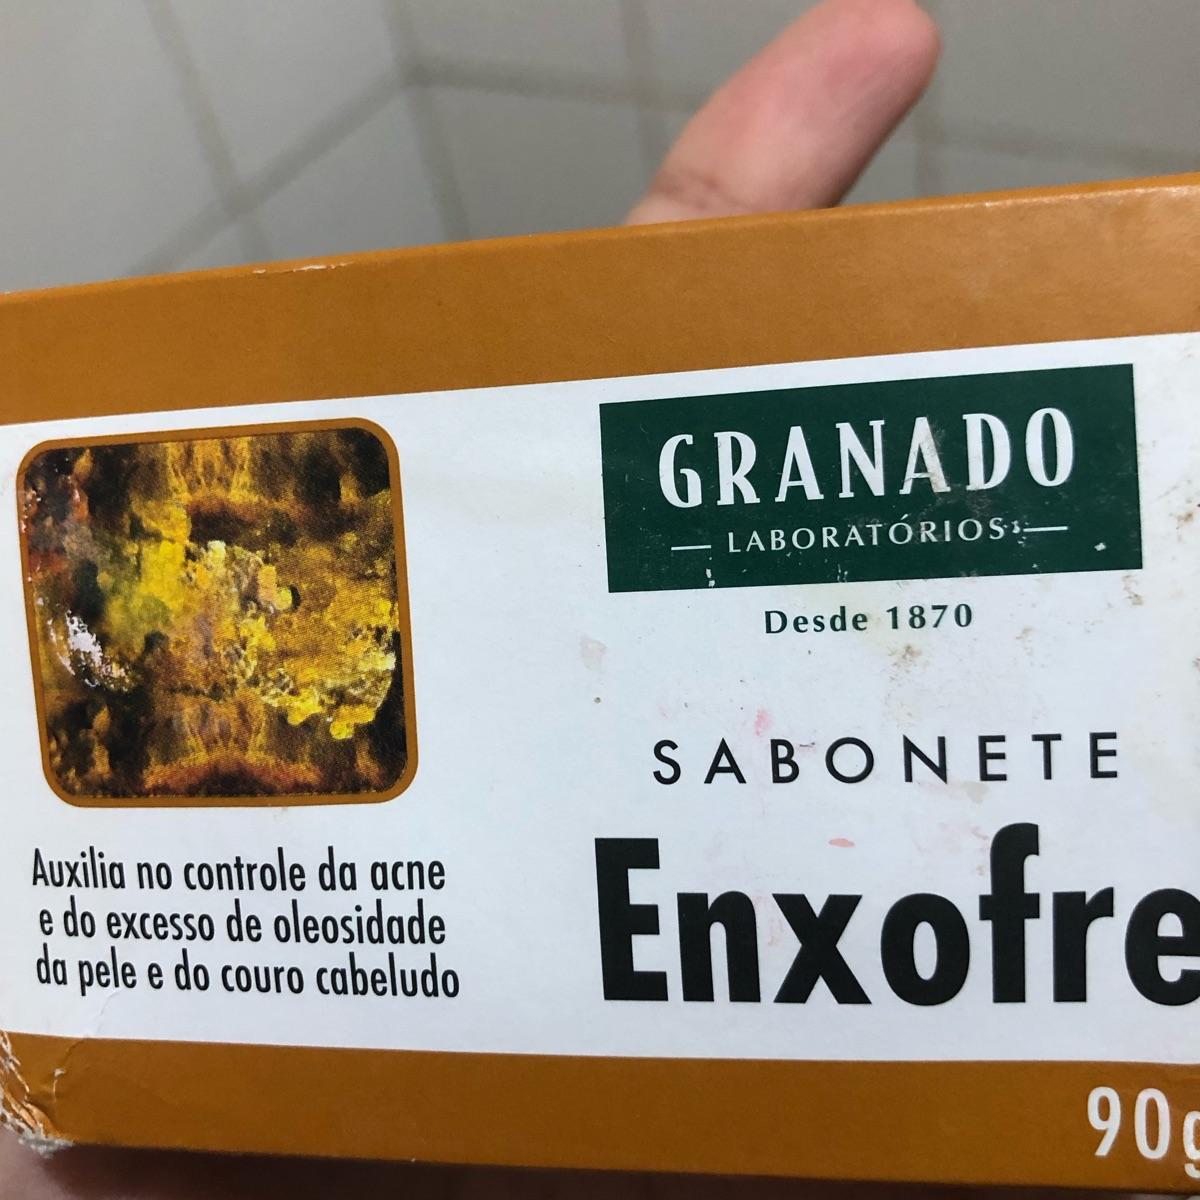 GRANADO
LABORATÓRIOS
Desde 1870
SABONETE
Enxofre
Auxilia no controle da acne
e do excesso de oleosidade
da pele e do couro cabeludo
90g